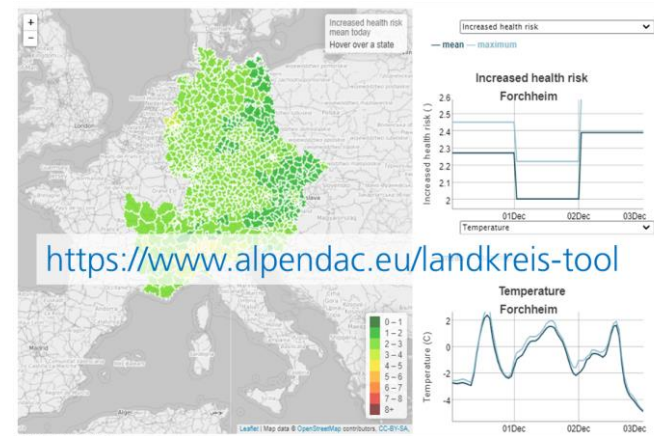 +
−
Increased health risk
mean today
Hover over a state
London
Madrid
https://www.alpendac.eu/landkreis-tool
0 – 1
1 – 2
2 – 3
3 – 4
4 – 5
5 – 6
6 – 7
7 – 8
8+
Leaflet | Map data © OpenStreetMap contributors, CC-BY-SA,
Increased health risk
mean maximum
Increased health risk
Forchheim
Increased health risk ( )
2.6
2.5
2.4
2.3
2.2
2.1
2
01Dec 02Dec 03Dec
Temperature
Temperature
Forchheim
Temperature (C)
2
0
-2
-4
01Dec 02Dec 03Dec